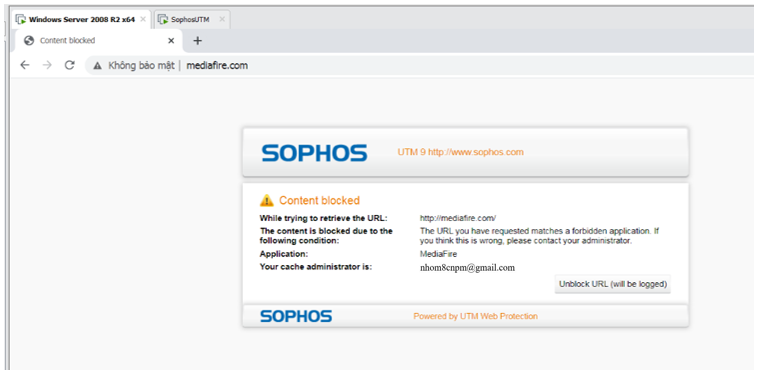 Windows Server 2008 R2 x64 × SophosUTM ×
Content blocked × +
Không bảo mật | mediafire.com
SOPHOS UTM 9 http://www.sophos.com
Content blocked
While trying to retrieve the URL: http://mediafire.com/
The content is blocked due to the following condition: The URL you have requested matches a forbidden application. If you think this is wrong, please contact your administrator.
Application: MediaFire
Your cache administrator is: nhom8cnpm@gmail.com
Unblock URL (will be logged)
SOPHOS Powered by UTM Web Protection